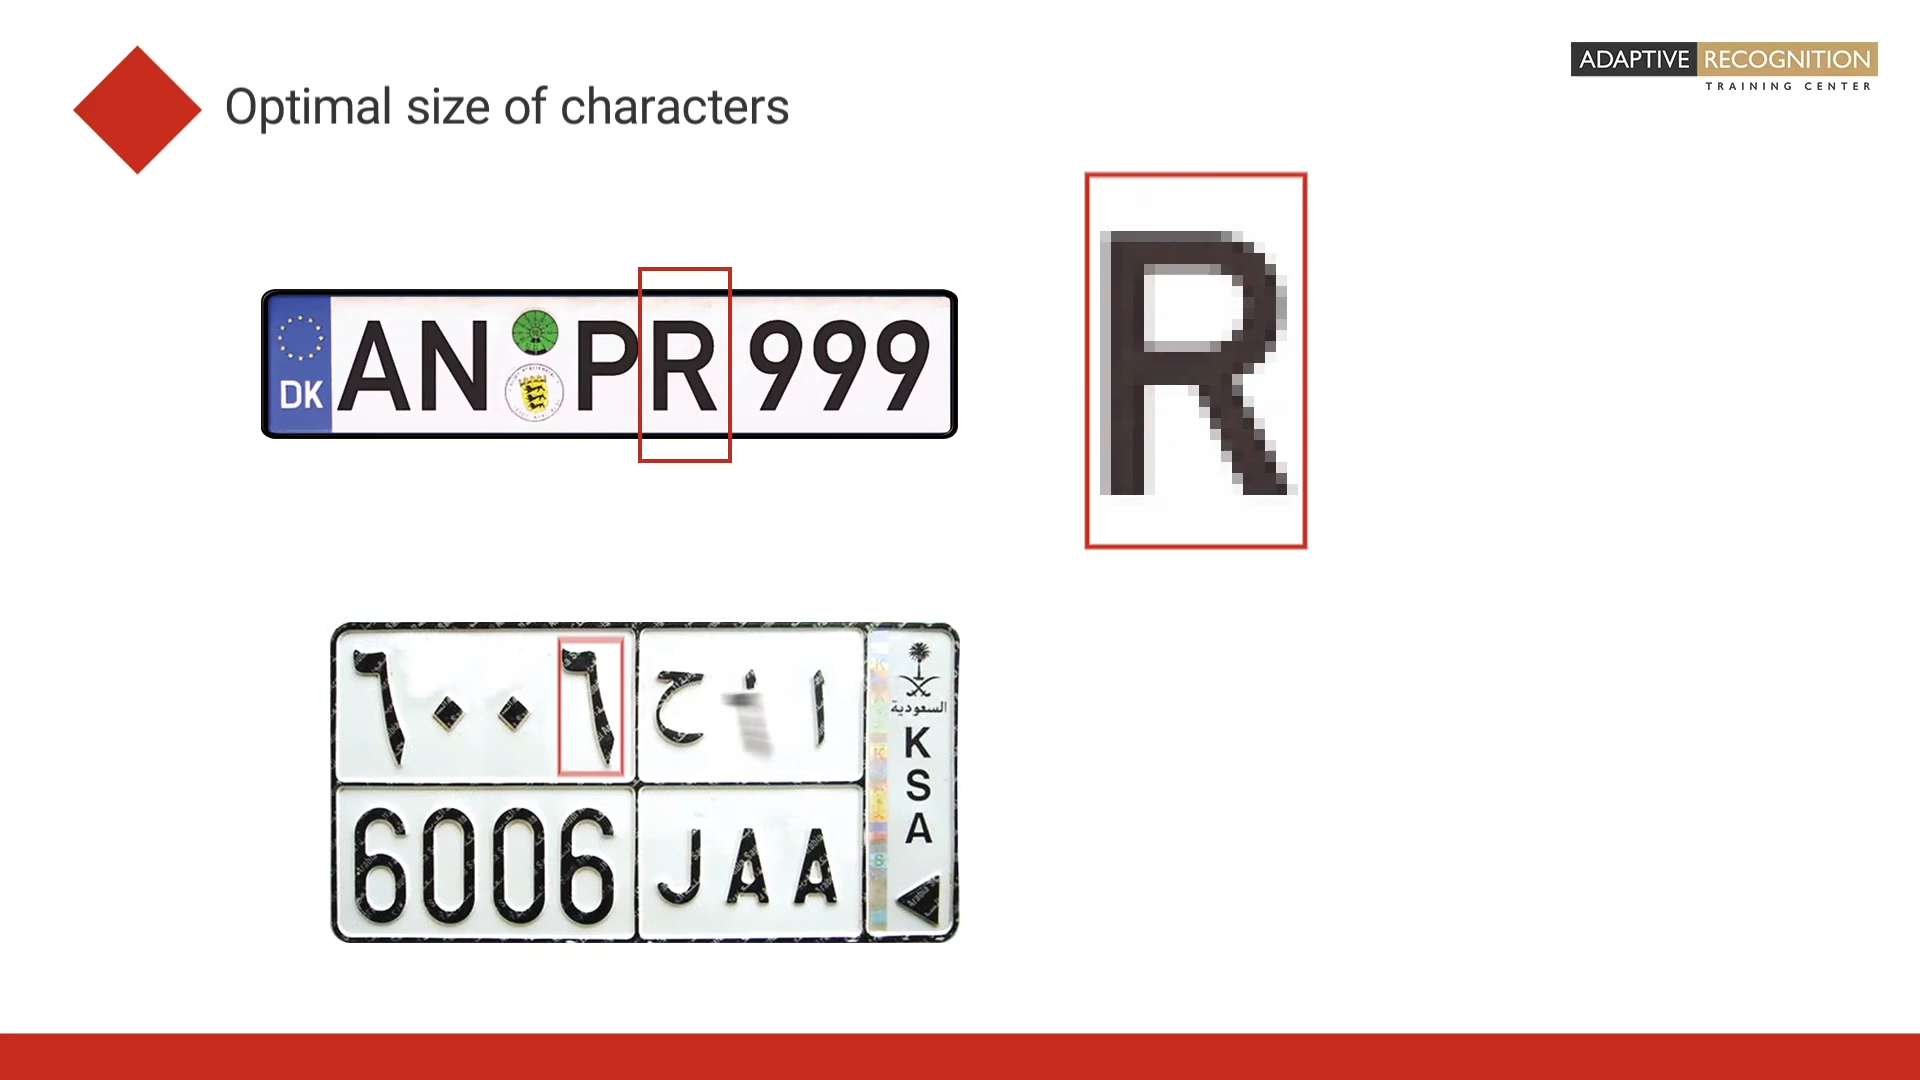 Optimal size of characters
ADAPTIVE RECOGNITION
TRAINING CENTER
DK AN PR 999
R
٦٠٠٦ ح ا
السعودية
6006 JAA
K
S
A